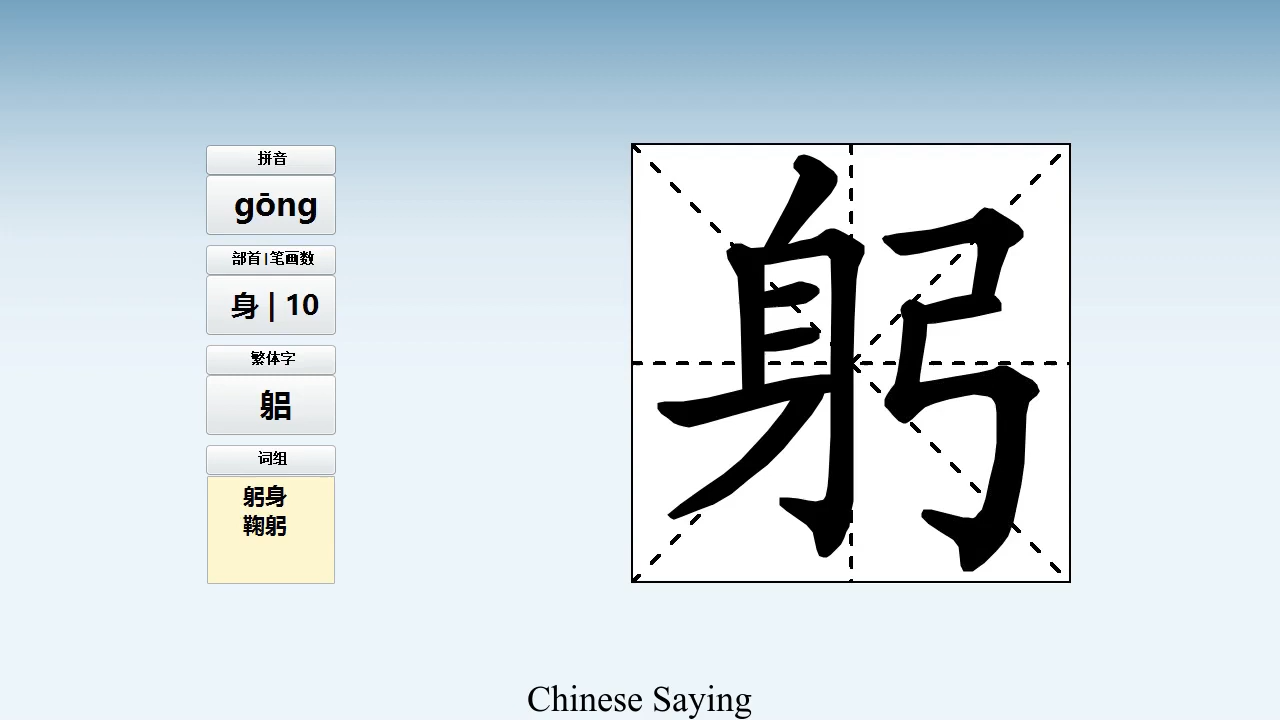 拼音
gōng
部首|笔画数
身 | 10
繁体字
躳
词组
躬身
鞠躬
躬
Chinese Saying